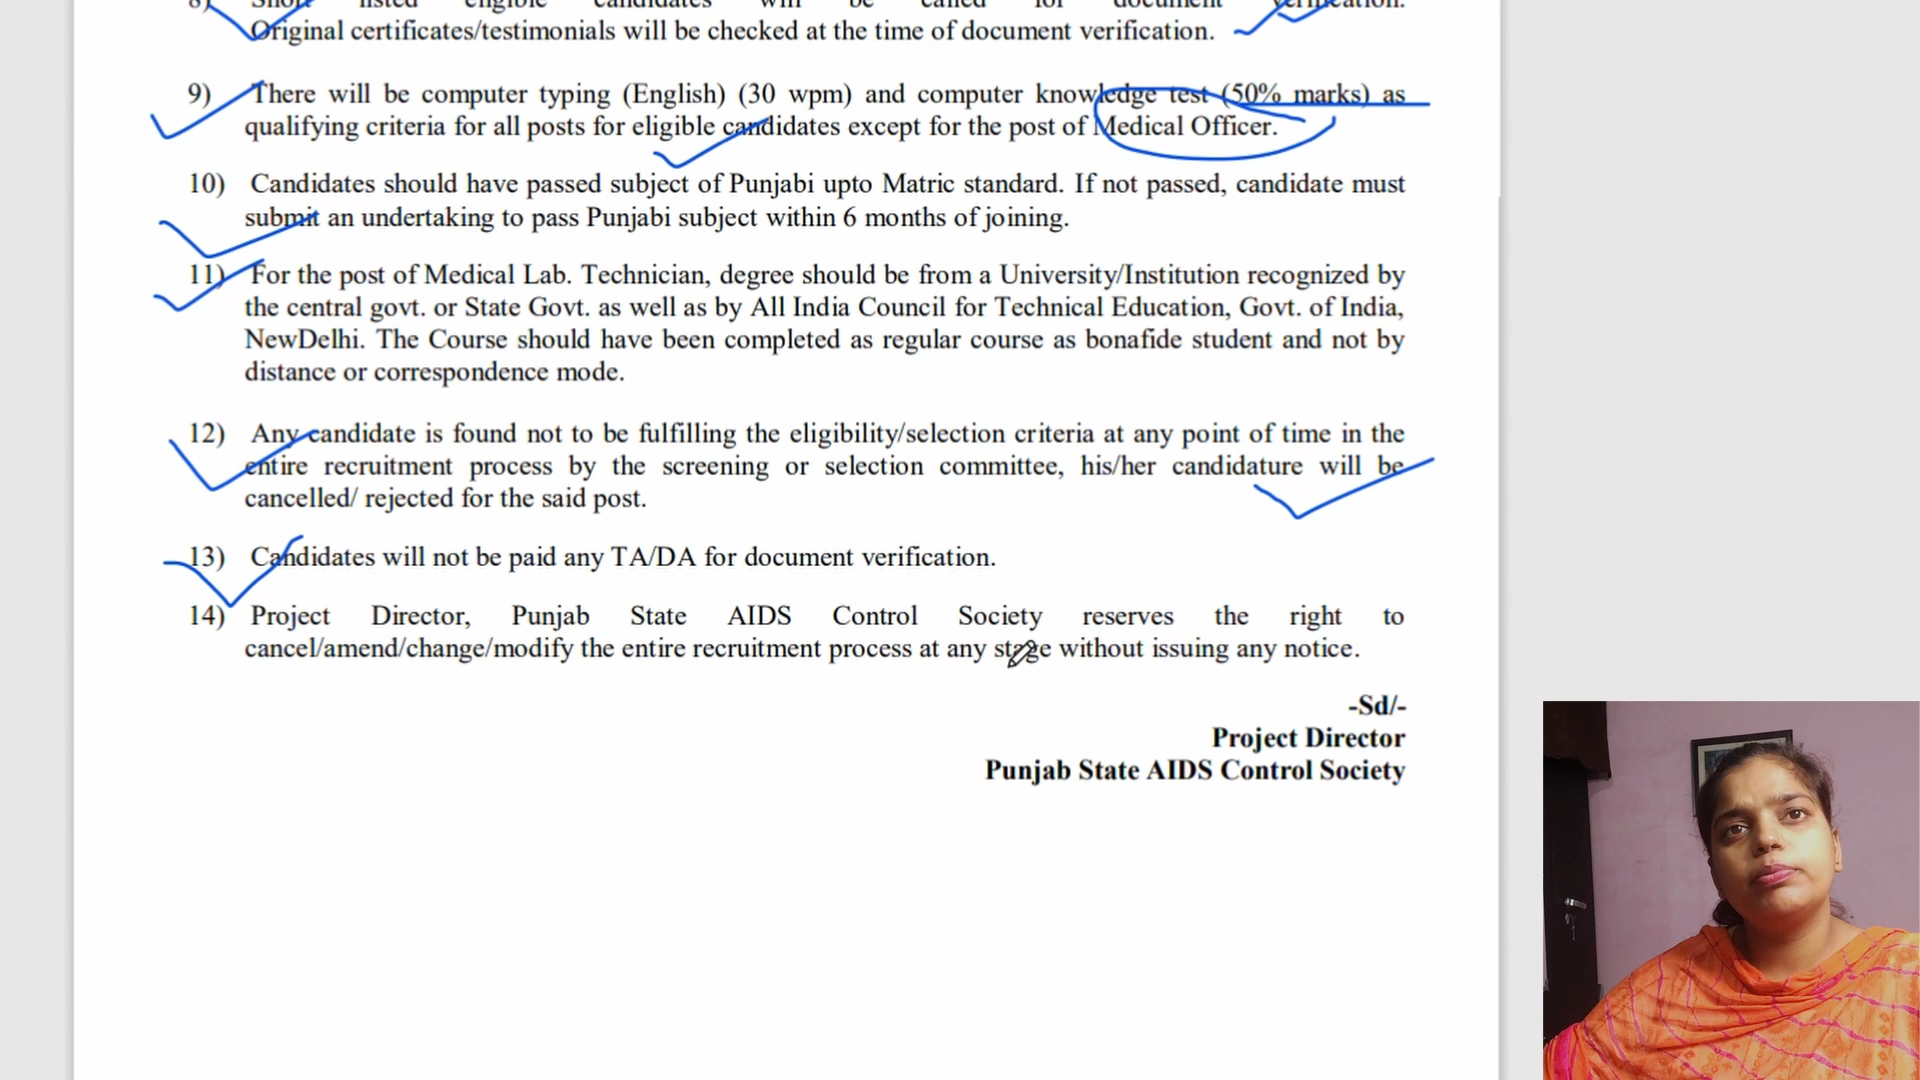 8) Short listed eligible candidates will be called for document verification.
Original certificates/testimonials will be checked at the time of document verification.
9) There will be computer typing (English) (30 wpm) and computer knowledge test (50% marks) as
qualifying criteria for all posts for eligible candidates except for the post of Medical Officer.
10) Candidates should have passed subject of Punjabi upto Matric standard. If not passed, candidate must
submit an undertaking to pass Punjabi subject within 6 months of joining.
11) For the post of Medical Lab. Technician, degree should be from a University/Institution recognized by
the central govt. or State Govt. as well as by All India Council for Technical Education, Govt. of India,
NewDelhi. The Course should have been completed as regular course as bonafide student and not by
distance or correspondence mode.
12) Any candidate is found not to be fulfilling the eligibility/selection criteria at any point of time in the
entire recruitment process by the screening or selection committee, his/her candidature will be
cancelled/ rejected for the said post.
13) Candidates will not be paid any TA/DA for document verification.
14) Project Director, Punjab State AIDS Control Society reserves the right to
cancel/amend/change/modify the entire recruitment process at any stage without issuing any notice.
-Sd/-
Project Director
Punjab State AIDS Control Society